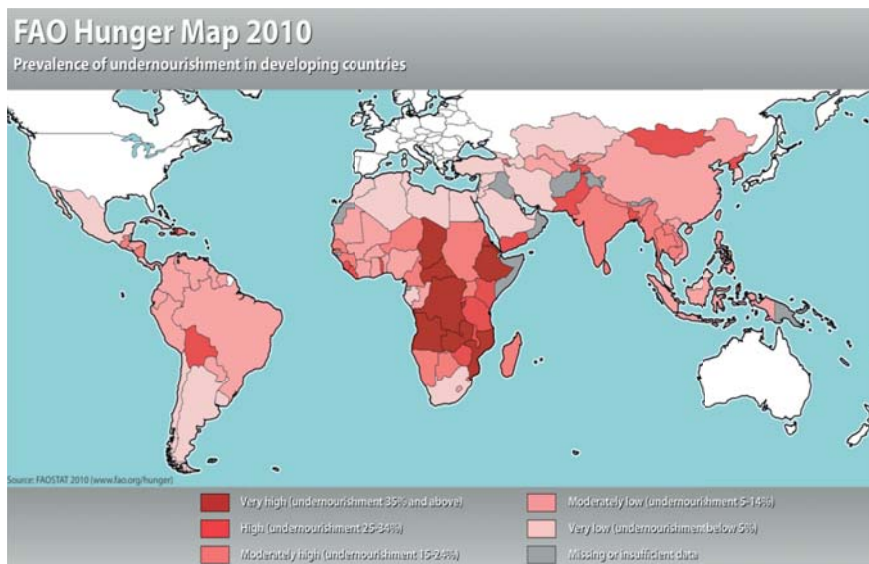 FAO Hunger Map 2010
Prevalence of undernourishment in developing countries
Source: FAOSTAT 2010 (www.fao.org/hunger)
Very high (undernourishment 35% and above)
High (undernourishment 25-34%)
Moderately high (undernourishment 15-24%)
Moderately low (undernourishment 5-14%)
Very low (undernourishment below 5%)
Missing or insufficient data